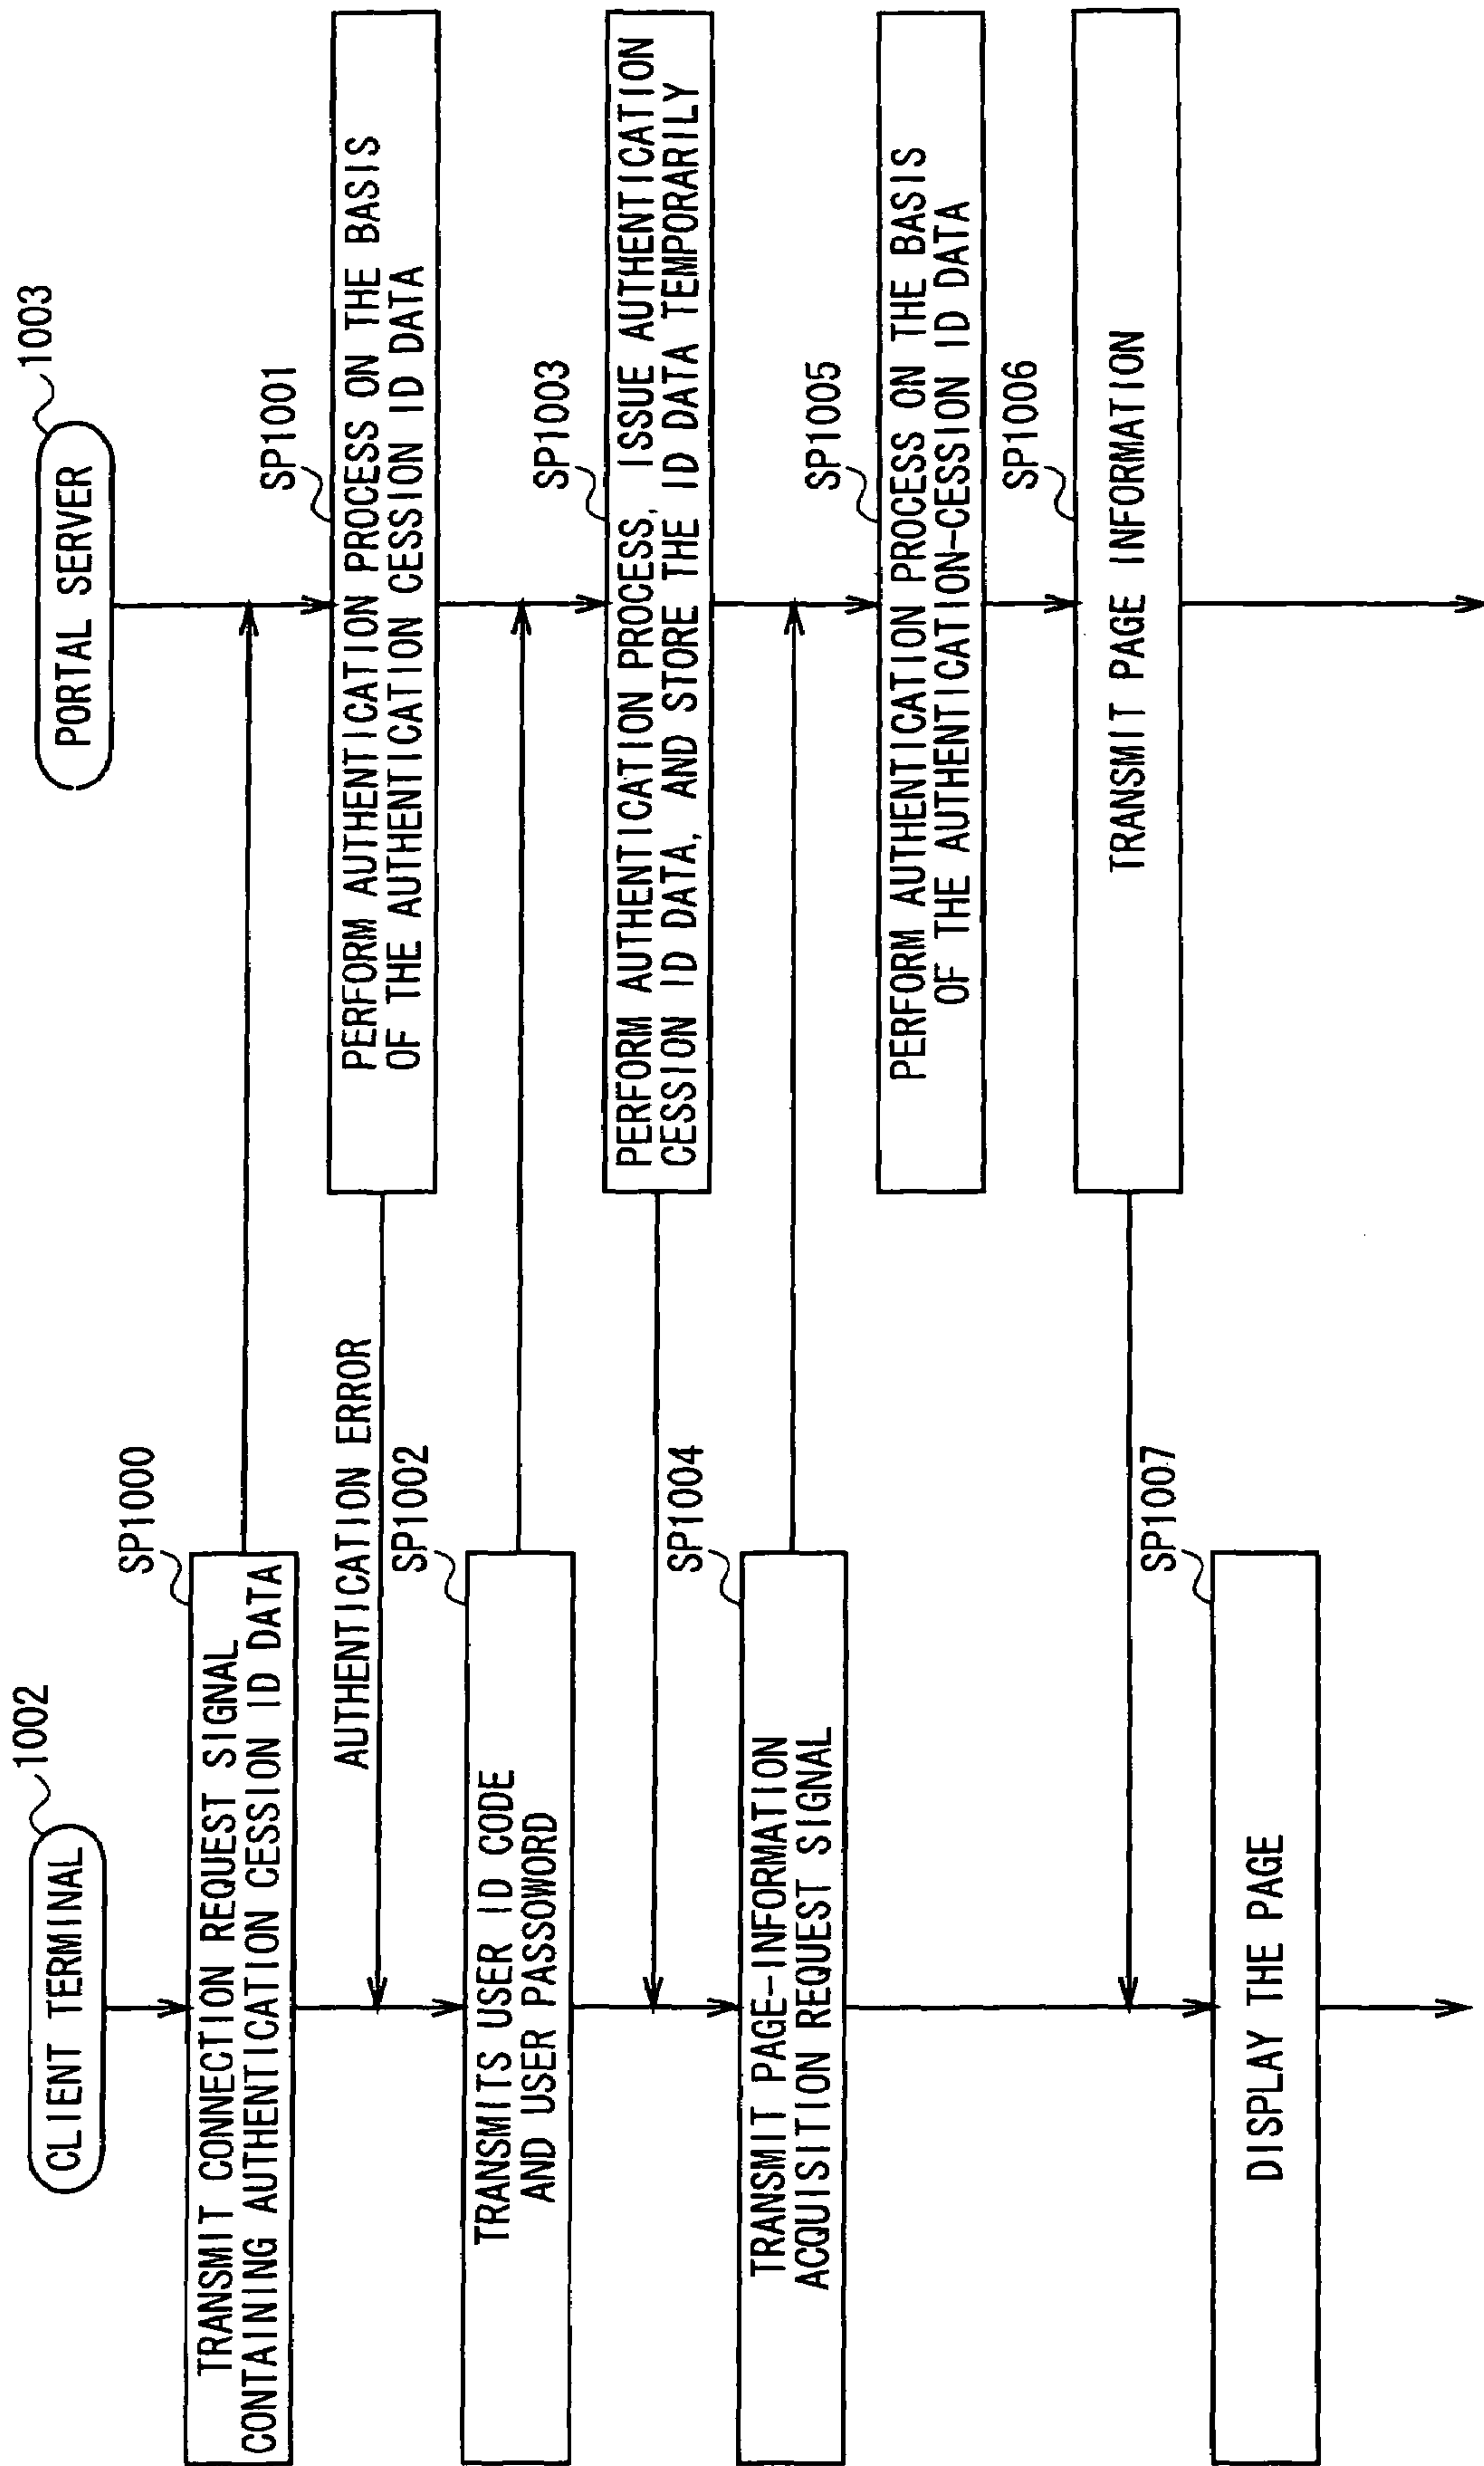 CLIENT TERMINAL
1002
PORTAL SERVER
1003
SP1000
TRANSMIT CONNECTION REQUEST SIGNAL
CONTAINING AUTHENTICATION CESSION ID DATA
SP1001
PERFORM AUTHENTICATION PROCESS ON THE BASIS
OF THE AUTHENTICATION CESSION ID DATA
AUTHENTICATION ERROR
SP1002
TRANSMITS USER ID CODE
AND USER PASSOWORD
SP1003
PERFORM AUTHENTICATION PROCESS, ISSUE AUTHENTICATION
CESSION ID DATA, AND STORE THE ID DATA TEMPORARILY
SP1004
TRANSMIT PAGE-INFORMATION
ACQUISITION REQUEST SIGNAL
SP1005
PERFORM AUTHENTICATION PROCESS ON THE BASIS
OF THE AUTHENTICATION-CESSION ID DATA
SP1006
TRANSMIT PAGE INFORMATION
SP1007
DISPLAY THE PAGE